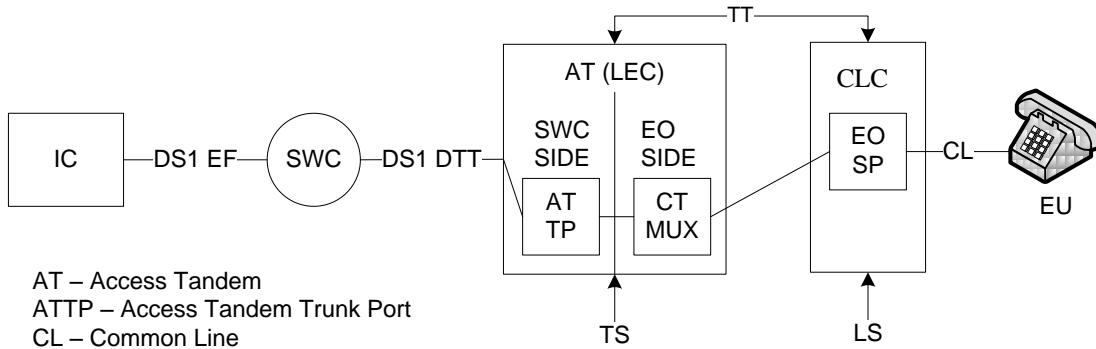 TT
AT (LEC)
CLC
SWC
SIDE
EO
SIDE
IC
DS1 EF
SWC
DS1 DTT
AT
TP
CT
MUX
EO
SP
CL
EU
TS
LS
AT – Access Tandem
ATTP – Access Tandem Trunk Port
CL – Common Line